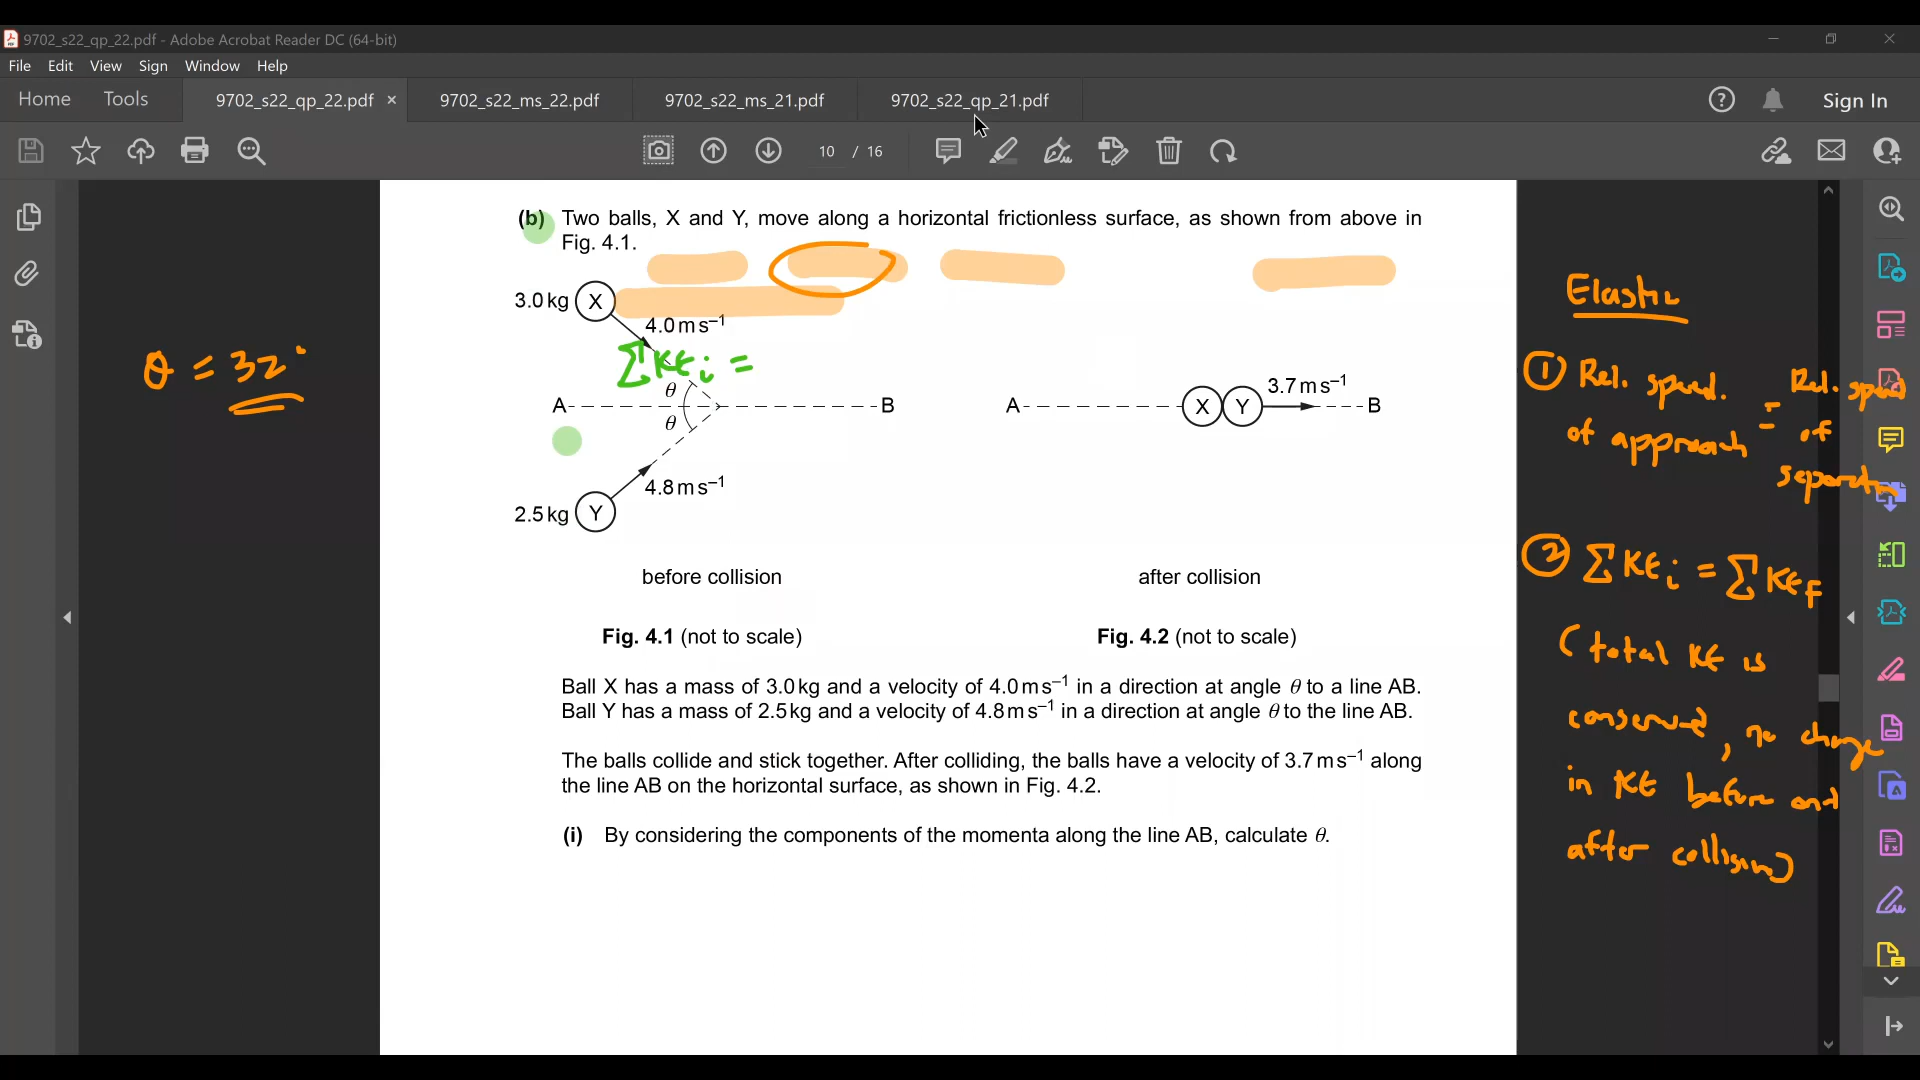 9702_s22_qp_22.pdf - Adobe Acrobat Reader DC (64-bit)
File Edit View Sign Window Help
Home Tools 9702_s22_qp_22.pdf × 9702_s22_ms_22.pdf 9702_s22_ms_21.pdf 9702_s22_qp_21.pdf Sign In
10 / 16
(b) Two balls, X and Y, move along a horizontal frictionless surface, as shown from above in
Fig. 4.1.
3.0 kg X
4.0 m s⁻¹
ΣKEi =
θ
A B
θ
4.8 m s⁻¹
2.5 kg Y
before collision
Fig. 4.1 (not to scale)
3.7 m s⁻¹
A X Y B
after collision
Fig. 4.2 (not to scale)
Ball X has a mass of 3.0 kg and a velocity of 4.0 m s⁻¹ in a direction at angle θ to a line AB.
Ball Y has a mass of 2.5 kg and a velocity of 4.8 m s⁻¹ in a direction at angle θ to the line AB.
The balls collide and stick together. After colliding, the balls have a velocity of 3.7 m s⁻¹ along
the line AB on the horizontal surface, as shown in Fig. 4.2.
(i) By considering the components of the momenta along the line AB, calculate θ.
θ = 32°
Elastic
① Rel. speed. = Rel. speed
of approach of
separation
② ΣKEi = ΣKEF
(total KE is
conserved, no change
in KE before and
after collision)